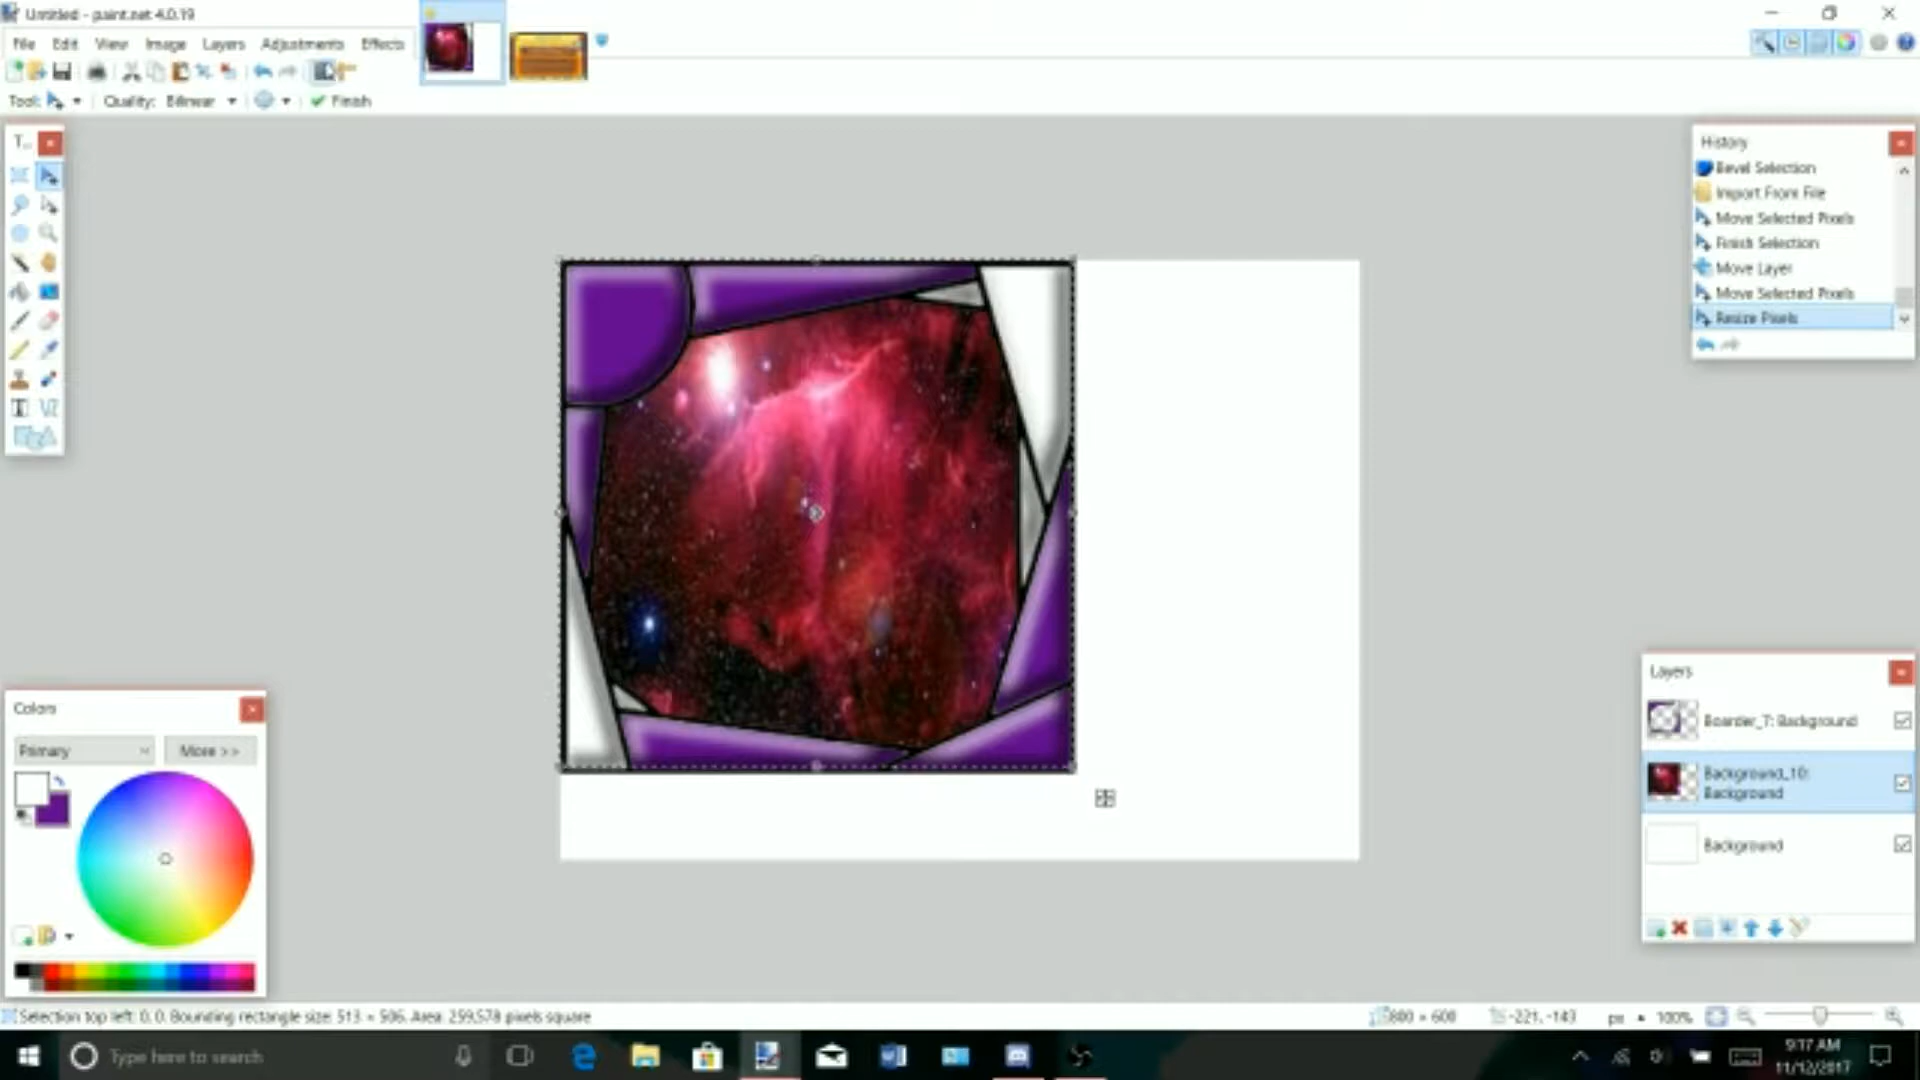 Untitled - paint.net 4.0.19
File Edit View Image Layers Adjustments Effects
Tool: Quality: Bilinear Finish
T...
History
Bevel Selection
Import From File
Move Selected Pixels
Finish Selection
Move Layer
Move Selected Pixels
Resize Pixels
Colors
Primary More >>
Layers
Boarder_7: Background
Background_10:
Background
Background
Selection top left: 0, 0. Bounding rectangle size: 513 × 506. Area: 259,578 pixels square
800 × 600 -221, -143 px 100%
Type here to search
9:17 AM
11/12/2017